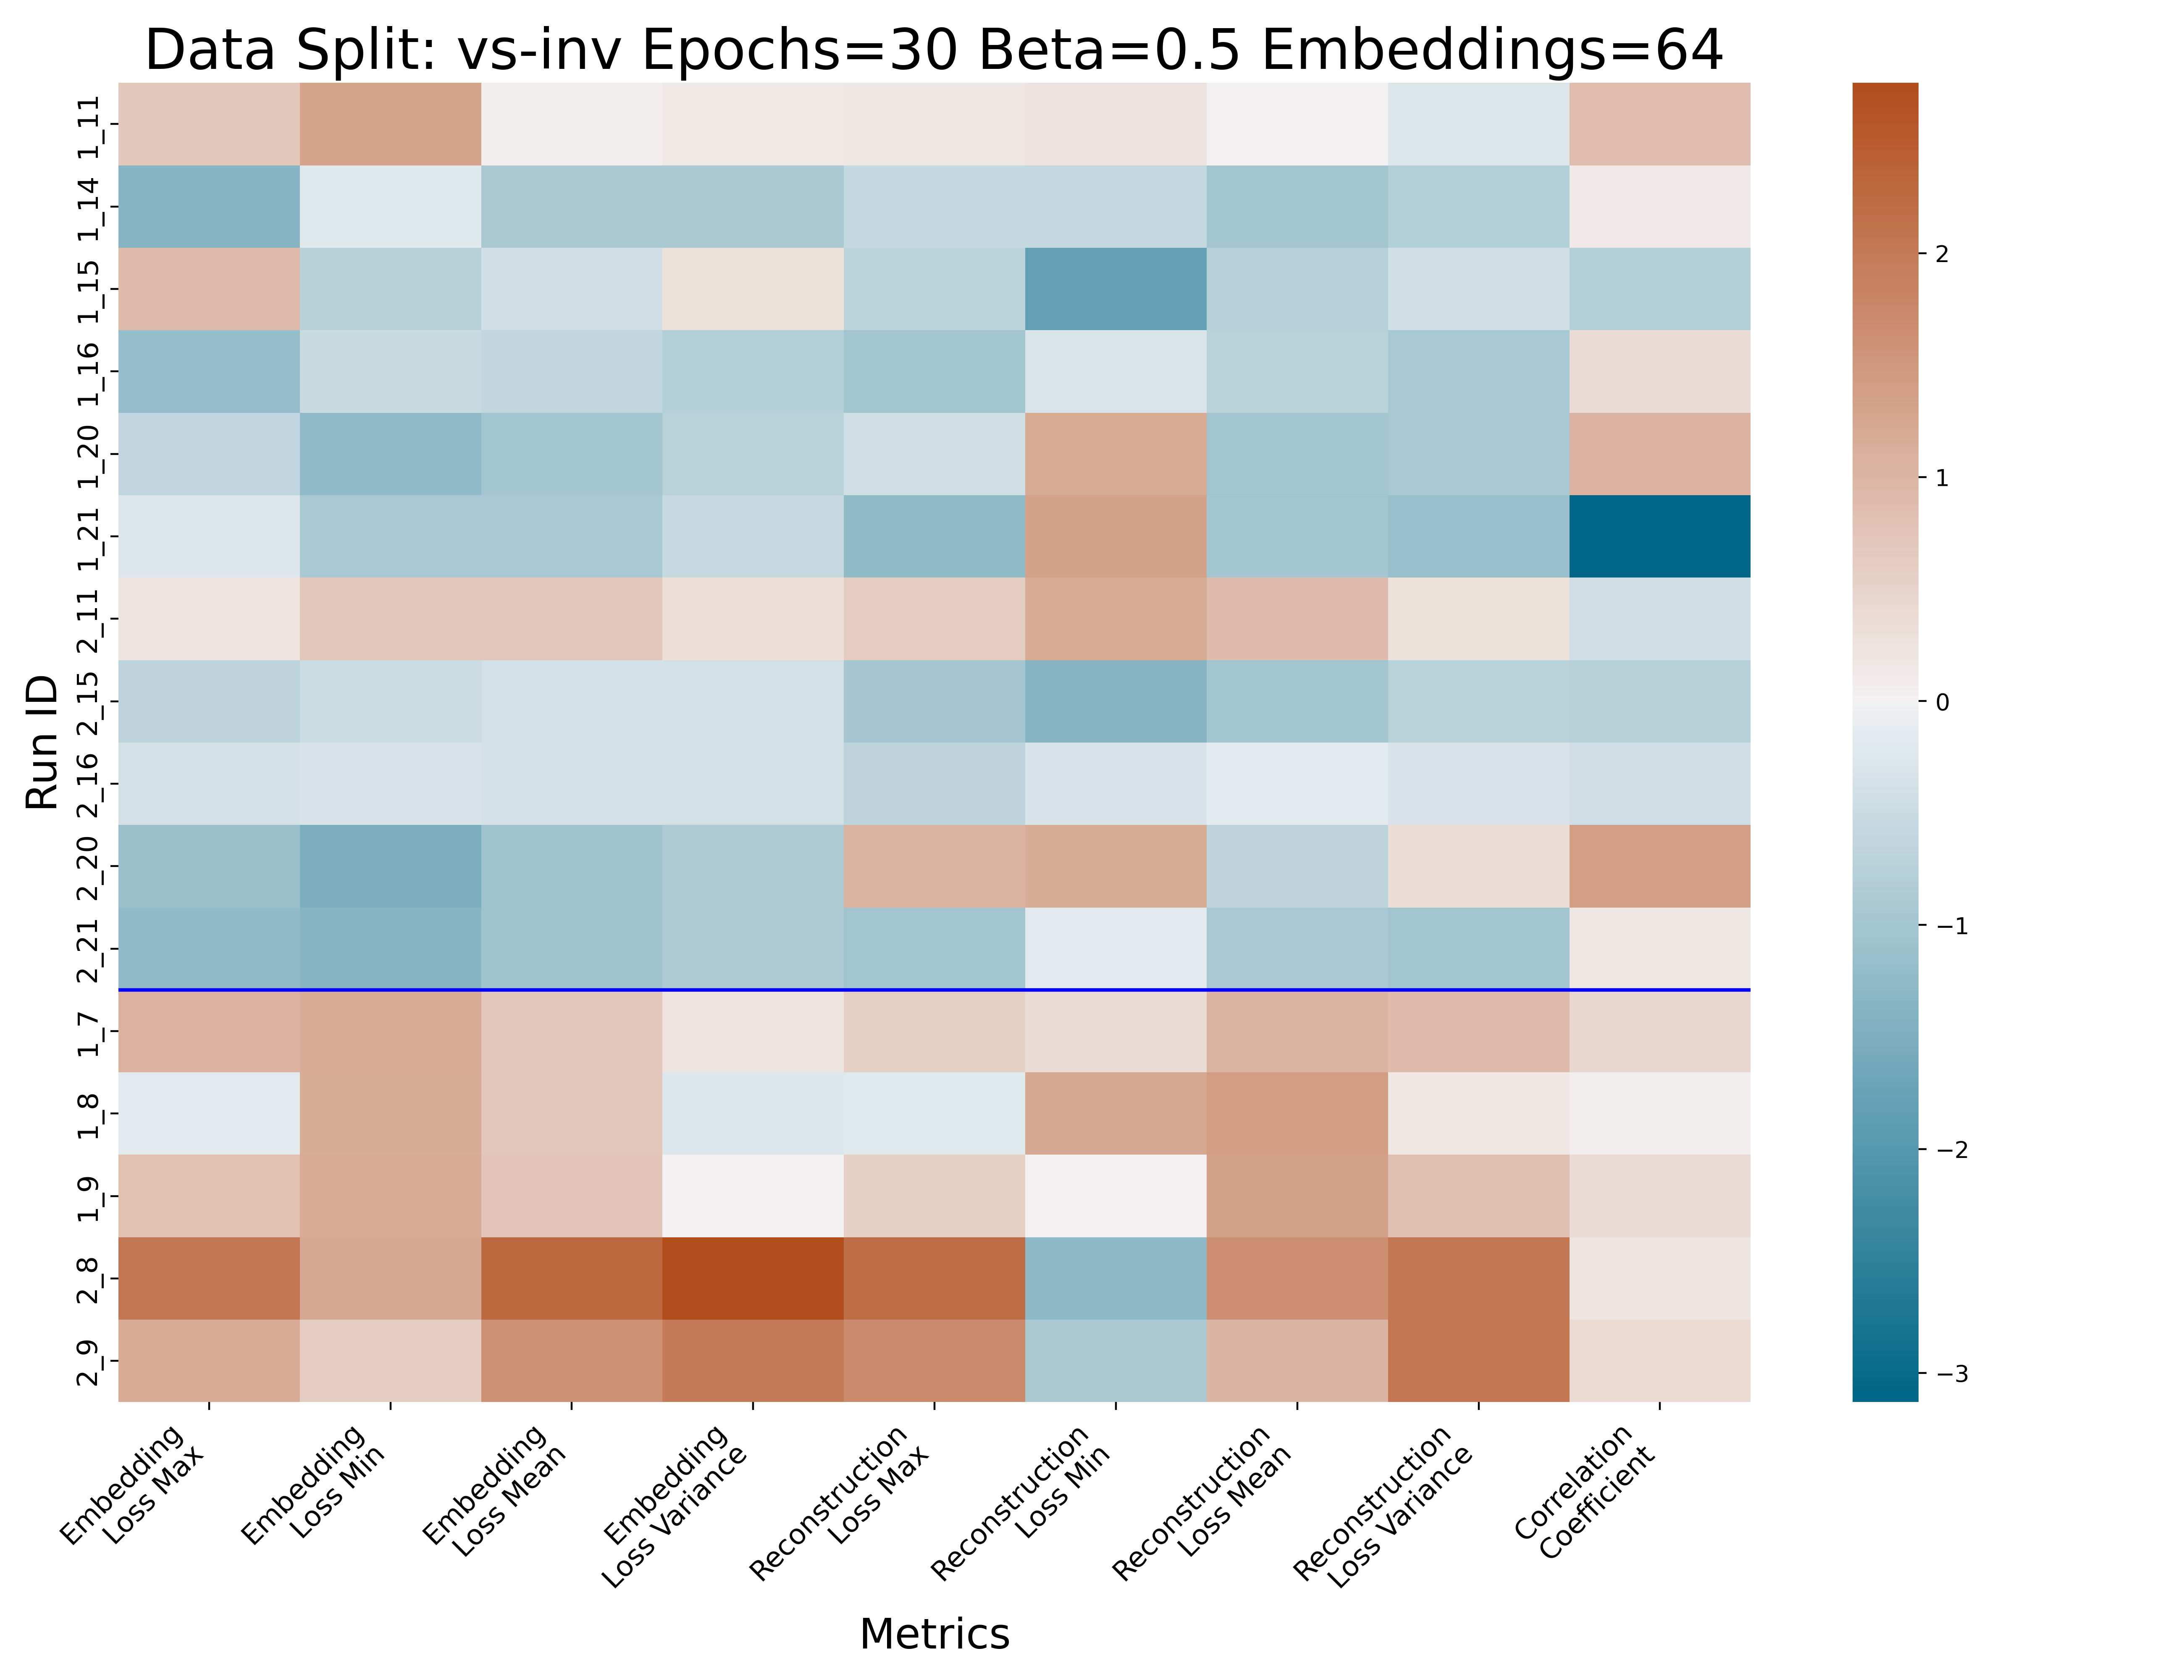 Data Split: vs-inv Epochs=30 Beta=0.5 Embeddings=64
Run ID
1_11
1_14
1_15
1_16
1_20
1_21
2_11
2_15
2_16
2_20
2_21
1_7
1_8
1_9
2_8
2_9
Embedding
Loss Max
Embedding
Loss Min
Embedding
Loss Mean
Embedding
Loss Variance
Reconstruction
Loss Max
Reconstruction
Loss Min
Reconstruction
Loss Mean
Reconstruction
Loss Variance
Correlation
Coefficient
Metrics
2
1
0
−1
−2
−3